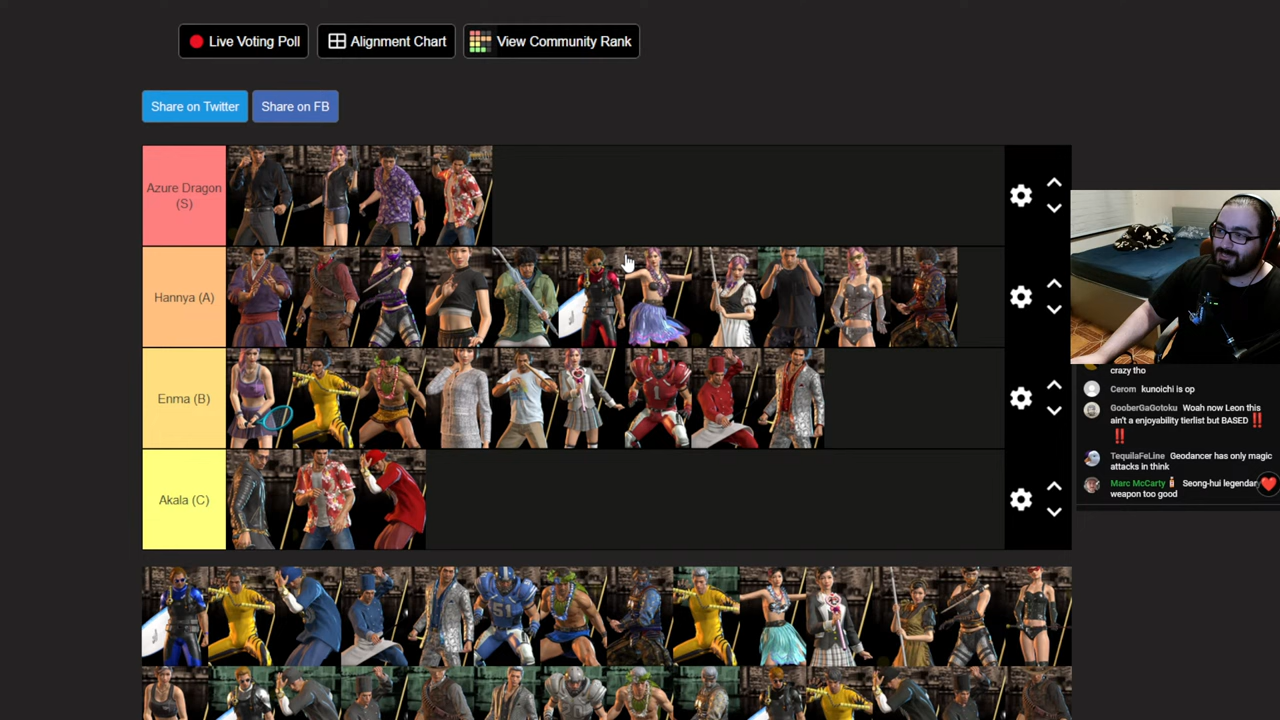 Live Voting Poll
Alignment Chart
View Community Rank
Share on Twitter
Share on FB
Azure Dragon
(S)
Hannya (A)
Enma (B)
Akala (C)
crazy tho
Cerom kunoichi is op
GooberGaGotoku Woah now Leon this
ain't a enjoyability tierlist but BASED ‼️
‼️
TequilaFeLine Geodancer has only magic
attacks in think
Marc McCarty Seong-hui legendary
weapon too good